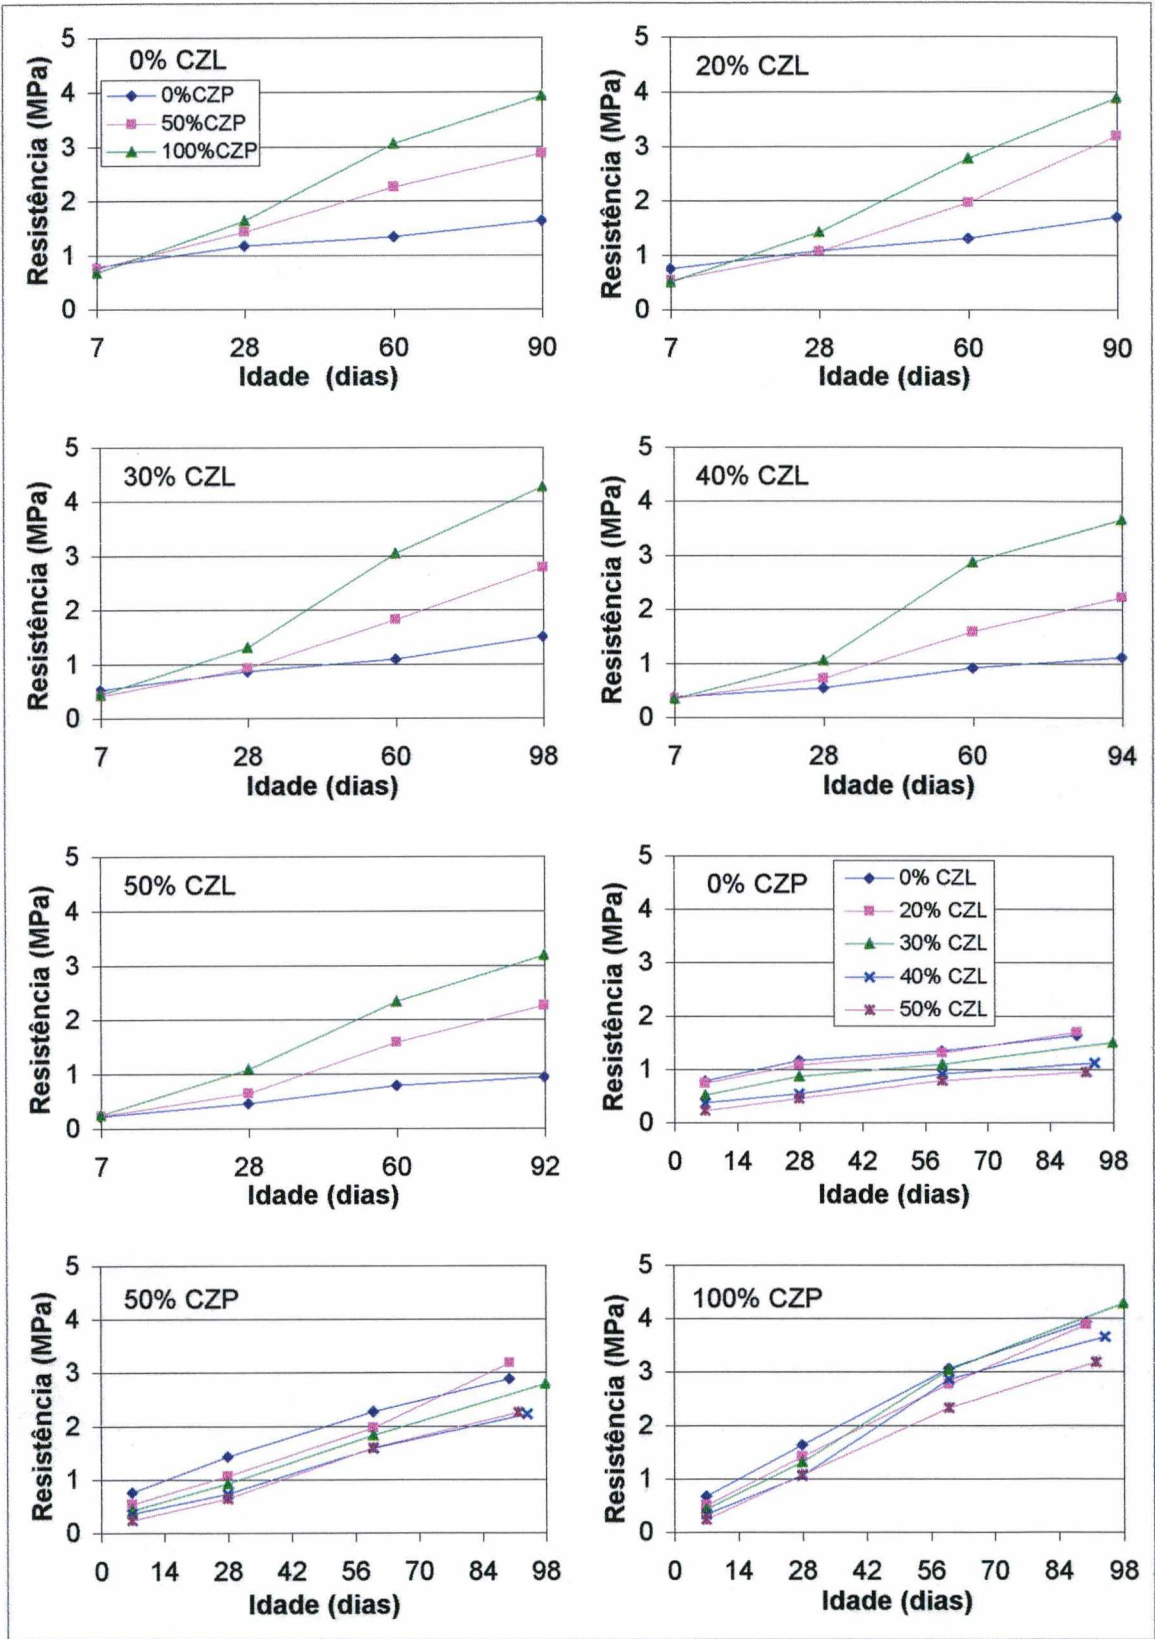 0% CZL
0%CZP
50%CZP
100%CZP
Resistência (MPa)
5
4
3
2
1
0
7 28 60 90
Idade (dias)
20% CZL
Resistência (MPa)
5
4
3
2
1
0
7 28 60 90
Idade (dias)
30% CZL
Resistência (MPa)
5
4
3
2
1
0
7 28 60 98
Idade (dias)
40% CZL
Resistência (MPa)
5
4
3
2
1
0
7 28 60 94
Idade (dias)
50% CZL
Resistência (MPa)
5
4
3
2
1
0
7 28 60 92
Idade (dias)
0% CZP
0% CZL
20% CZL
30% CZL
40% CZL
50% CZL
Resistência (MPa)
5
4
3
2
1
0
0 14 28 42 56 70 84 98
Idade (dias)
50% CZP
Resistência (MPa)
5
4
3
2
1
0
0 14 28 42 56 70 84 98
Idade (dias)
100% CZP
Resistência (MPa)
5
4
3
2
1
0
0 14 28 42 56 70 84 98
Idade (dias)